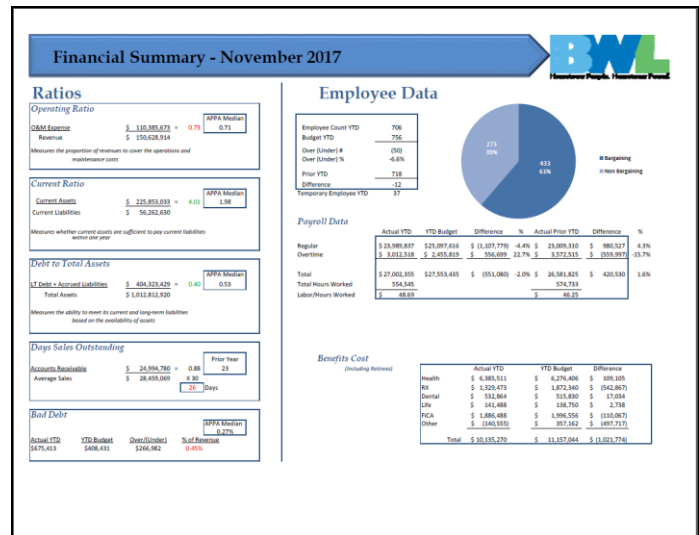 Financial Summary - November 2017
BWL
Hometown People. Hometown Power.
Ratios
Operating Ratio
APPA Median
O&M Expense $ 110,385,673 = 0.73 0.71
Revenue $ 150,628,914
Measures the proportion of revenues to cover the operations and
maintenance costs
Current Ratio
APPA Median
Current Assets $ 225,853,033 = 4.01 1.98
Current Liabilities $ 56,262,630
Measures whether current assets are sufficient to pay current liabilities
within one year
Debt to Total Assets
APPA Median
LT Debt + Accrued Liabilities $ 404,323,429 = 0.40 0.53
Total Assets $ 1,012,812,920
Measures the ability to meet its current and long-term liabilities
based on the availability of assets
Days Sales Outstanding
Prior Year
Accounts Receivable $ 24,994,780 = 0.88 23
Average Sales $ 28,459,069 X 30
26 Days
Bad Debt
APPA Median
0.27%
Actual YTD YTD Budget Over/(Under) % of Revenue
$675,413 $408,431 $266,982 0.45%
Employee Data
Employee Count YTD 706
Budget YTD 756
Over (Under) # (50)
Over (Under) % -6.6%
Prior YTD 718
Difference -12
Temporary Employee YTD 37
273
39%
433
61%
Bargaining
Non Bargaining
Payroll Data
Actual YTD YTD Budget Difference % Actual Prior YTD Difference %
Regular $ 23,989,837 $25,097,616 $ (1,107,779) -4.4% $ 23,009,310 $ 980,527 4.3%
Overtime $ 3,012,518 $ 2,455,819 $ 556,699 22.7% $ 3,572,515 $ (559,997) -15.7%
Total $ 27,002,355 $27,553,435 $ (551,080) -2.0% $ 26,581,825 $ 420,530 1.6%
Total Hours Worked 554,545 574,733
Labor/Hours Worked $ 48.69 $ 46.25
Benefits Cost
(Including Retirees)
Actual YTD YTD Budget Difference
Health $ 6,385,511 $ 6,276,406 $ 109,105
RX $ 1,329,473 $ 1,872,340 $ (542,867)
Dental $ 532,864 $ 515,830 $ 17,034
Life $ 141,488 $ 138,750 $ 2,738
FICA $ 1,886,488 $ 1,996,556 $ (110,067)
Other $ (140,555) $ 357,162 $ (497,717)
Total $ 10,135,270 $ 11,157,044 $ (1,021,774)